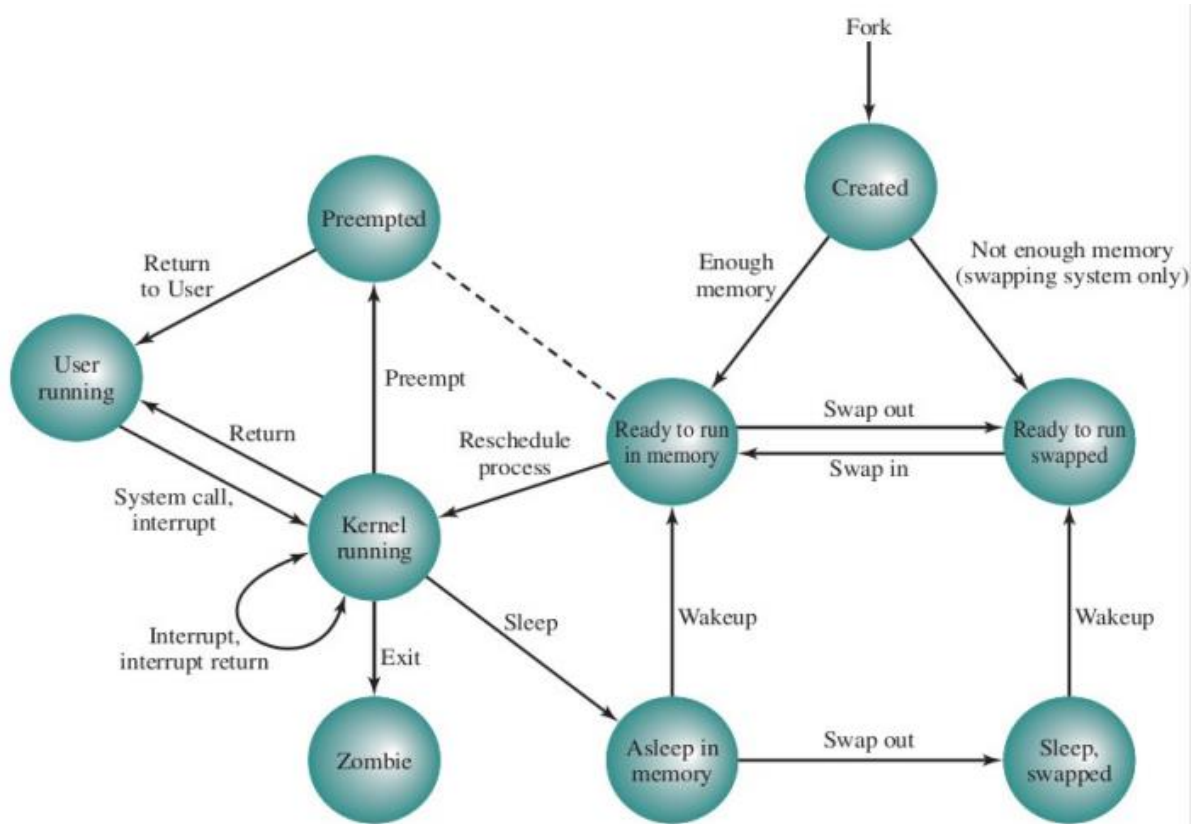 Fork
Created
Preempted
Return
to User
Enough
memory
Not enough memory
(swapping system only)
User
running
Preempt
Return
Reschedule
process
Ready to run
in memory
Swap out
Swap in
Ready to run
swapped
System call,
interrupt
Kernel
running
Interrupt,
interrupt return
Sleep
Wakeup
Wakeup
Exit
Zombie
Asleep in
memory
Swap out
Sleep,
swapped